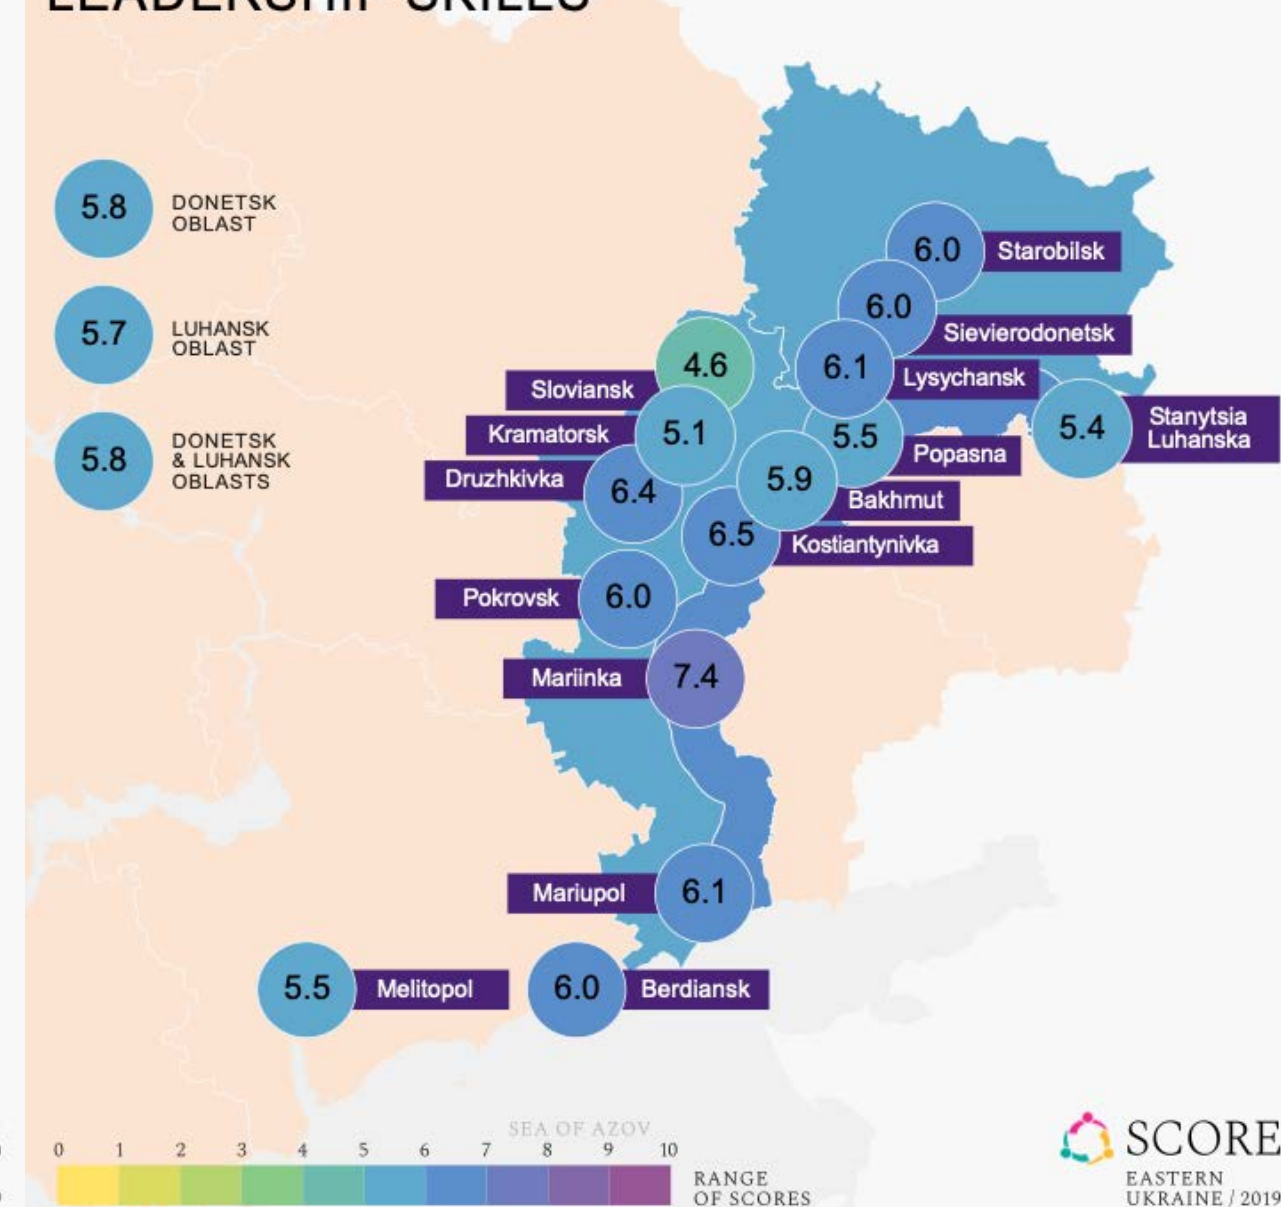 LEADERSHIP SKILLS
5.8
DONETSK
OBLAST
5.7
LUHANSK
OBLAST
5.8
DONETSK
& LUHANSK
OBLASTS
6.0
Starobilsk
6.0
Sievierodonetsk
6.1
Lysychansk
4.6
Sloviansk
5.1
Kramatorsk
5.5
Popasna
5.4
Stanytsia
Luhanska
6.4
Druzhkivka
5.9
Bakhmut
6.5
Kostiantynivka
6.0
Pokrovsk
7.4
Mariinka
6.1
Mariupol
5.5
Melitopol
6.0
Berdiansk
SEA OF AZOV
0 1 2 3 4 5 6 7 8 9 10
RANGE
OF SCORES
SCORE
EASTERN
UKRAINE / 2019